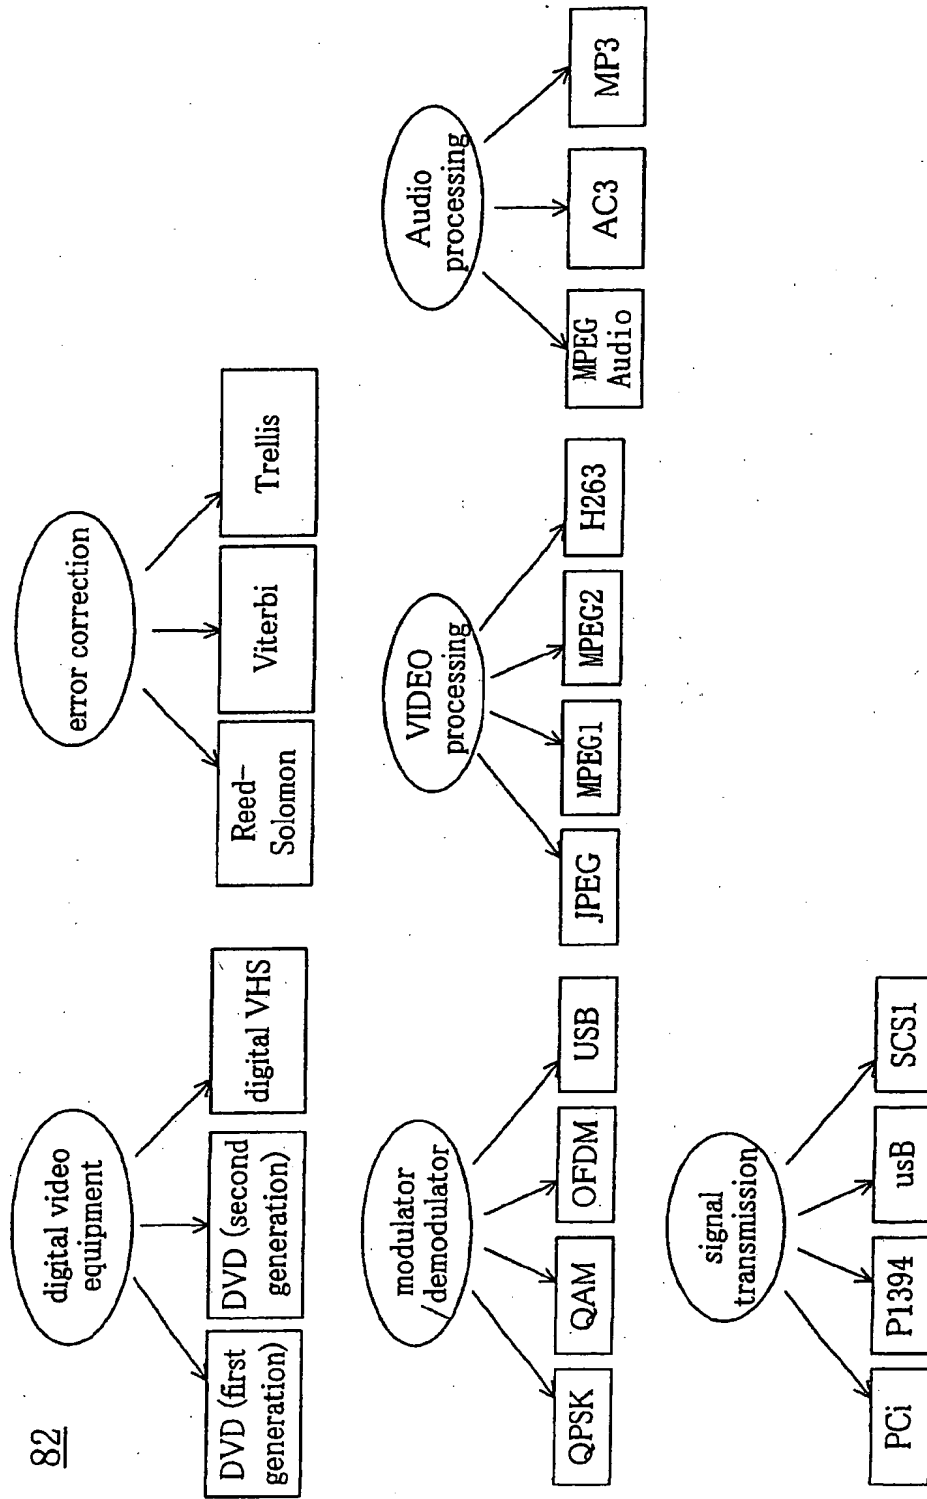 82
digital video
equipment
DVD (first
generation)
DVD (second
generation)
digital VHS
error correction
Reed-
Solomon
Viterbi
Trellis
modulator
/demodulator
QPSK
QAM
OFDM
USB
VIDEO
processing
JPEG
MPEG1
MPEG2
H263
Audio
processing
MPEG
Audio
AC3
MP3
signal
transmission
PCi
P1394
usB
SCS1